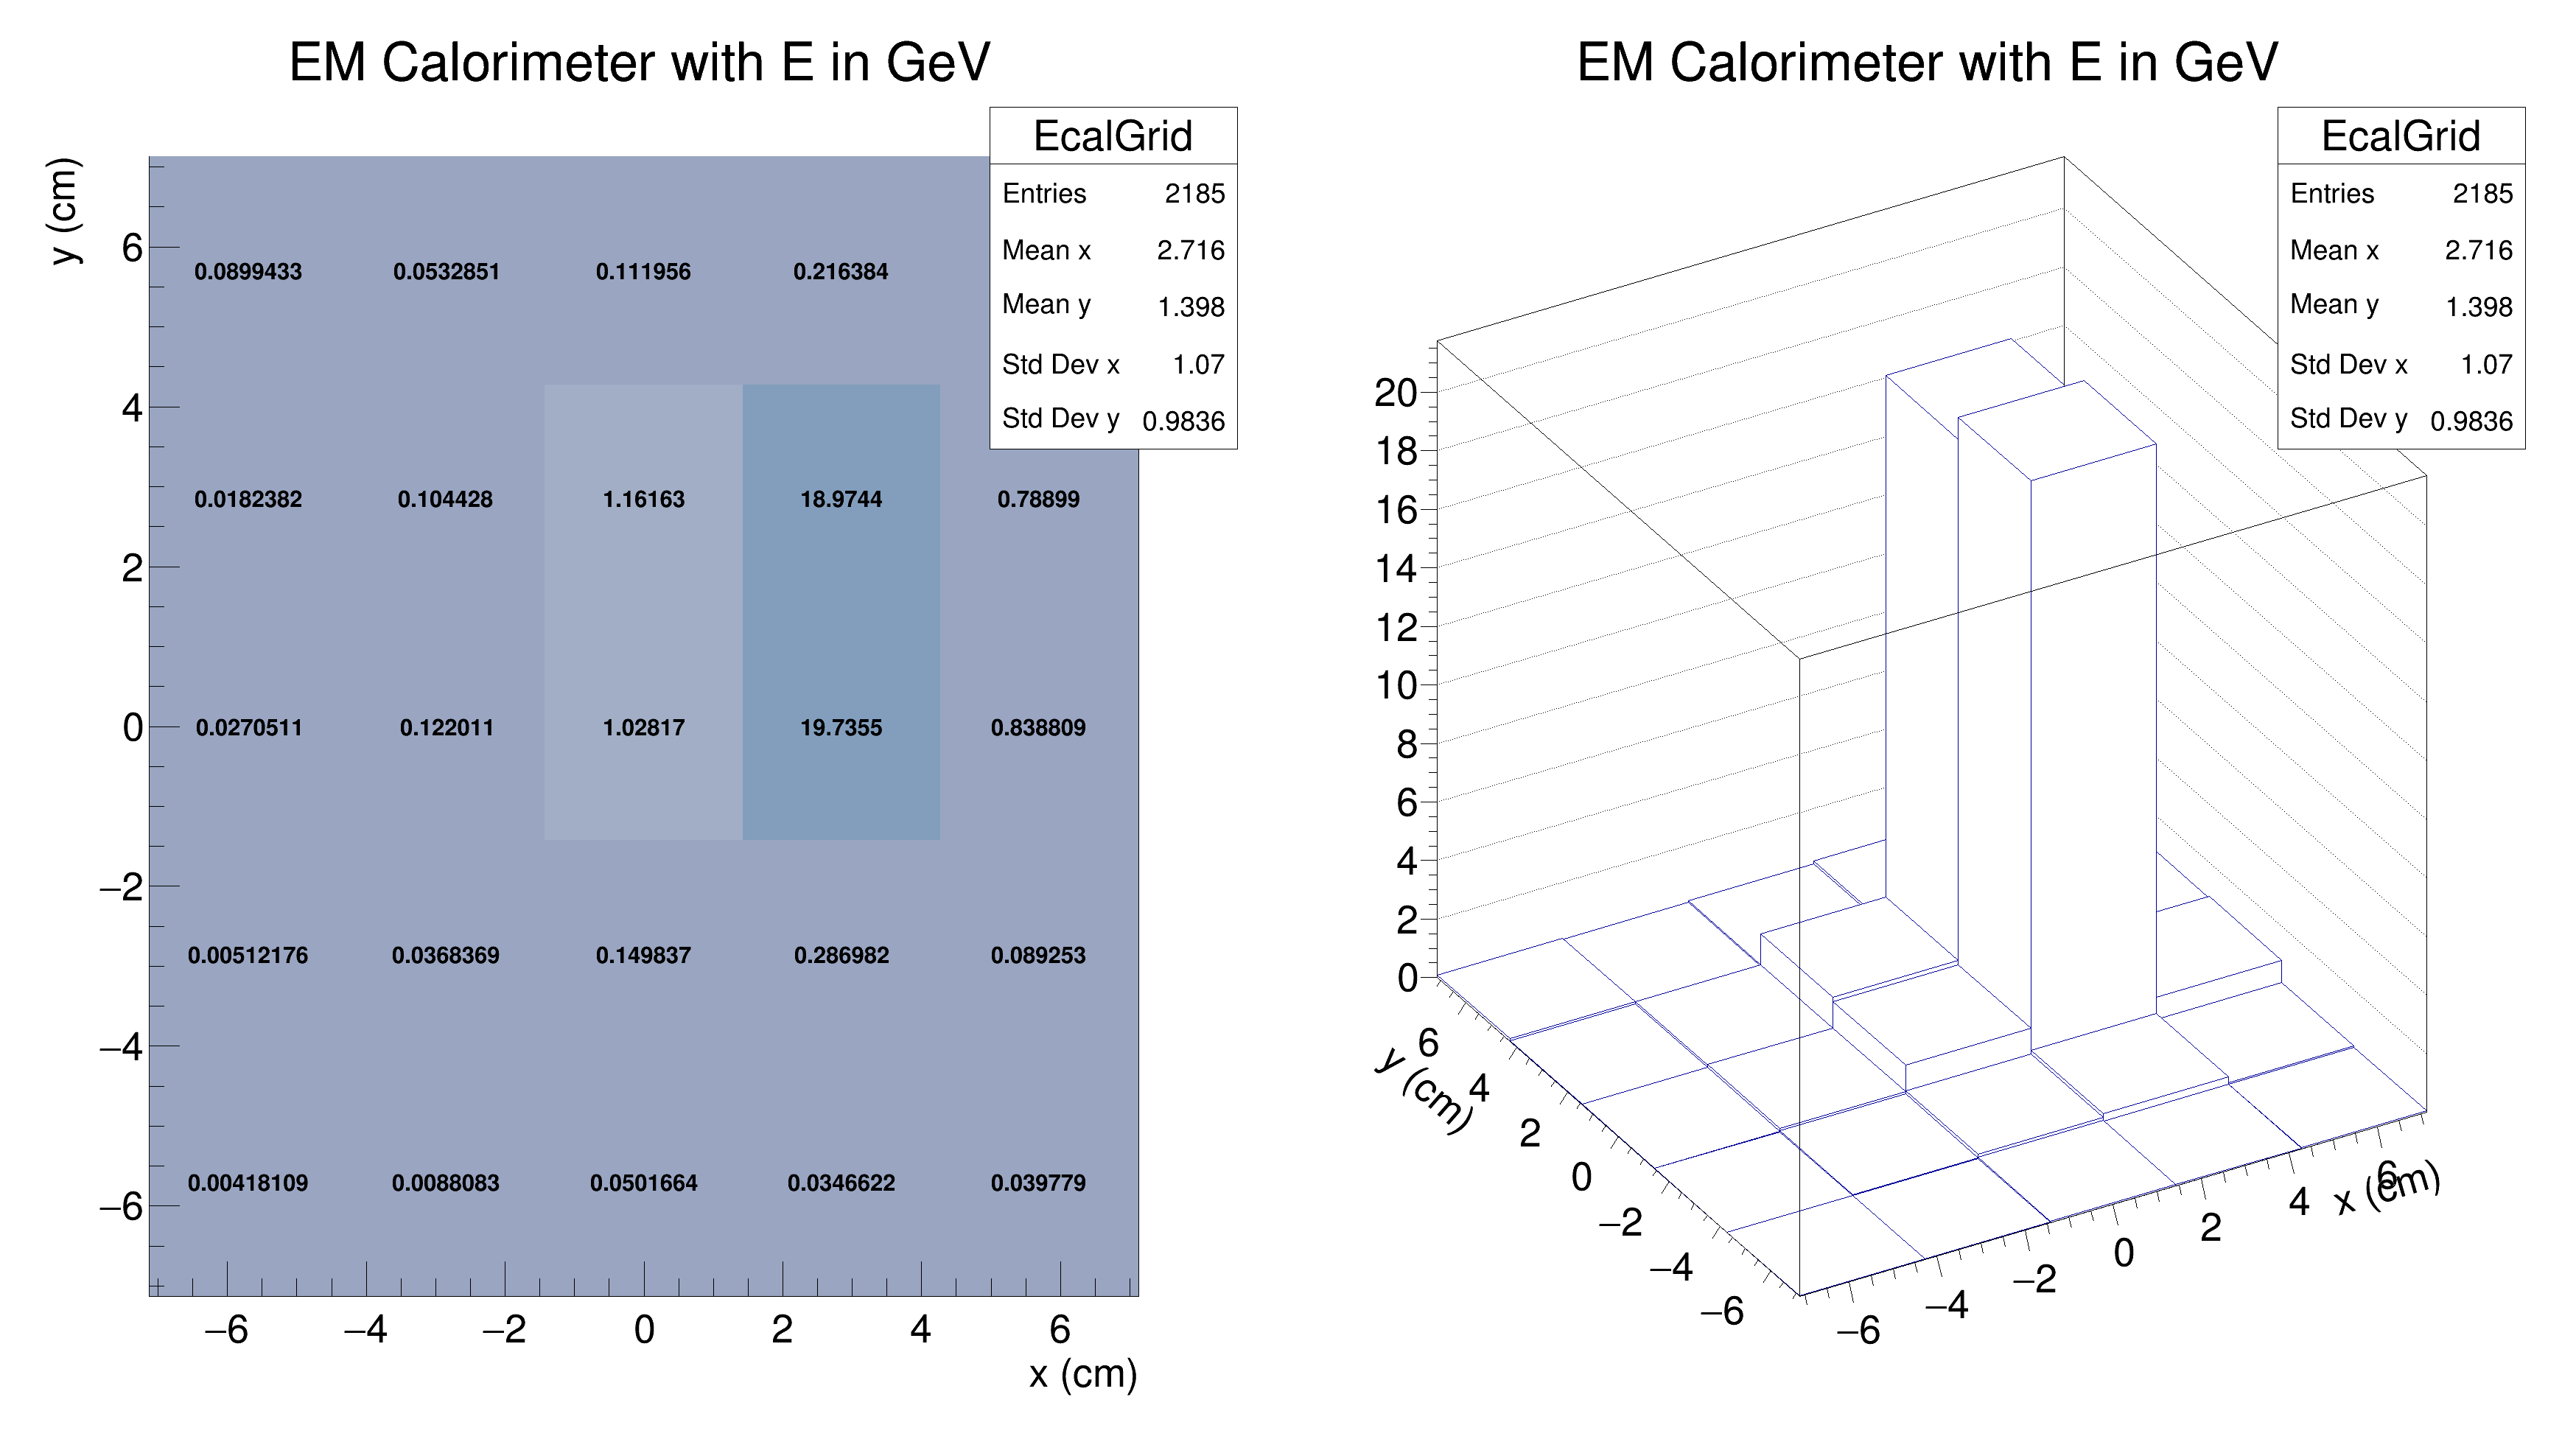 EM Calorimeter with E in GeV
EcalGrid
Entries 2185
Mean x 2.716
Mean y 1.398
Std Dev x 1.07
Std Dev y 0.9836
y (cm)
6
4
2
0
−2
−4
−6
0.0899433 0.0532851 0.111956 0.216384
0.0182382 0.104428 1.16163 18.9744 0.78899
0.0270511 0.122011 1.02817 19.7355 0.838809
0.00512176 0.0368369 0.149837 0.286982 0.089253
0.00418109 0.0088083 0.0501664 0.0346622 0.039779
−6 −4 −2 0 2 4 6
x (cm)
EM Calorimeter with E in GeV
EcalGrid
Entries 2185
Mean x 2.716
Mean y 1.398
Std Dev x 1.07
Std Dev y 0.9836
20
18
16
14
12
10
8
6
4
2
0
y (cm)
6
4
2
0
−2
−4
−6
−6 −4 −2 0 2 4 6
x (cm)